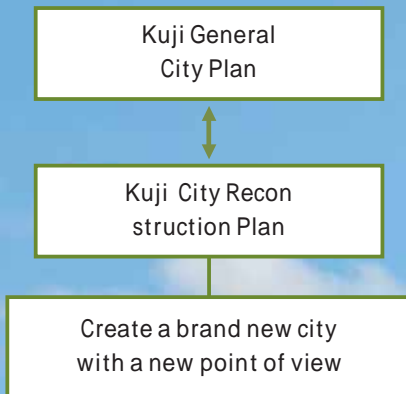 Kuji General
City Plan
Kuji City Recon
struction Plan
Create a brand new city
with a new point of view